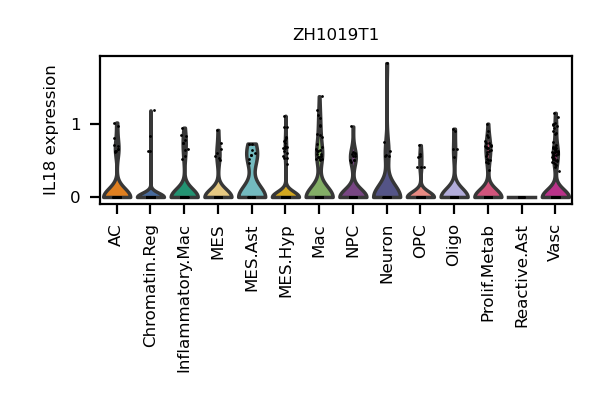 ZH1019T1
IL18 expression
1
0
AC
Chromatin.Reg
Inflammatory.Mac
MES
MES.Ast
MES.Hyp
Mac
NPC
Neuron
OPC
Oligo
Prolif.Metab
Reactive.Ast
Vasc